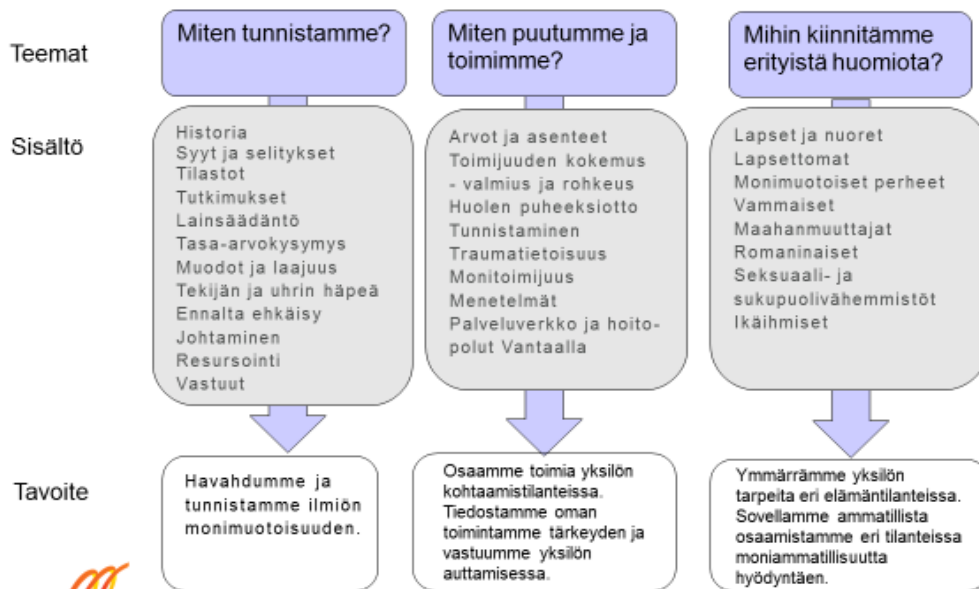 Teemat
Miten tunnistamme?
Miten puutumme ja
toimimme?
Mihin kiinnitämme
erityistä huomiota?
Sisältö
Historia
Syyt ja selitykset
Tilastot
Tutkimukset
Lainsäädäntö
Tasa-arvokysymys
Muodot ja laajuus
Tekijän ja uhrin häpeä
Ennalta ehkäisy
Johtaminen
Resursointi
Vastuut
Arvot ja asenteet
Toimijuuden kokemus
- valmius ja rohkeus
Huolen puheeksiotto
Tunnistaminen
Traumatietoisuus
Monitoimijuus
Menetelmät
Palveluverkko ja hoito-
polut Vantaalla
Lapset ja nuoret
Lapsettomat
Monimuotoiset perheet
Vammaiset
Maahanmuuttajat
Romaninaiset
Seksuaali- ja
sukupuolivähemmistöt
Ikäihmiset
Tavoite
Havahdumme ja
tunnistamme ilmiön
monimuotoisuuden.
Osaamme toimia yksilön
kohtaamistilanteissa.
Tiedostamme oman
toimintamme tärkeyden ja
vastuumme yksilön
auttamisessa.
Ymmärrämme yksilön
tarpeita eri elämäntilanteissa.
Sovellamme ammatillista
osaamistamme eri tilanteissa
moniammatillisuutta
hyödyntäen.